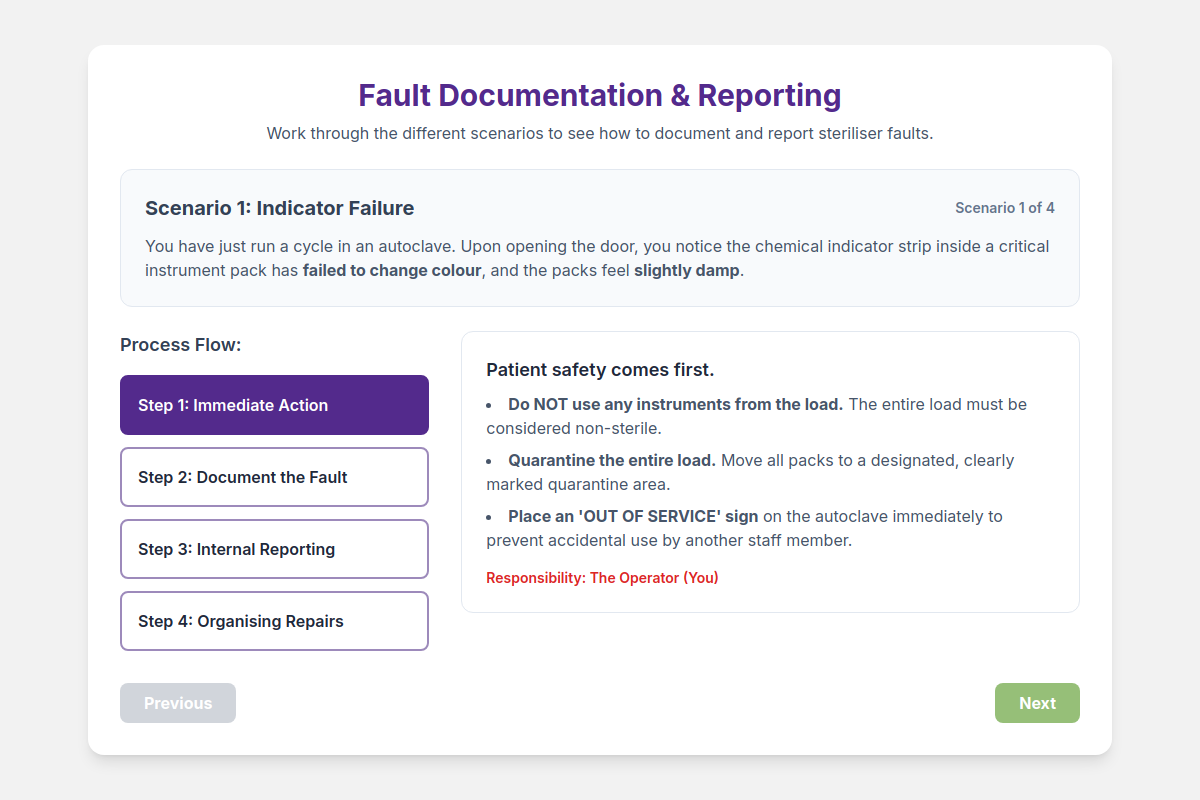 Fault Documentation & Reporting
Work through the different scenarios to see how to document and report steriliser faults.
Scenario 1: Indicator Failure
Scenario 1 of 4
You have just run a cycle in an autoclave. Upon opening the door, you notice the chemical indicator strip inside a critical
instrument pack has failed to change colour, and the packs feel slightly damp.
Process Flow:
Step 1: Immediate Action
Step 2: Document the Fault
Step 3: Internal Reporting
Step 4: Organising Repairs
Patient safety comes first.
• Do NOT use any instruments from the load. The entire load must be
considered non-sterile.
• Quarantine the entire load. Move all packs to a designated, clearly
marked quarantine area.
• Place an 'OUT OF SERVICE' sign on the autoclave immediately to
prevent accidental use by another staff member.
Responsibility: The Operator (You)
Previous
Next